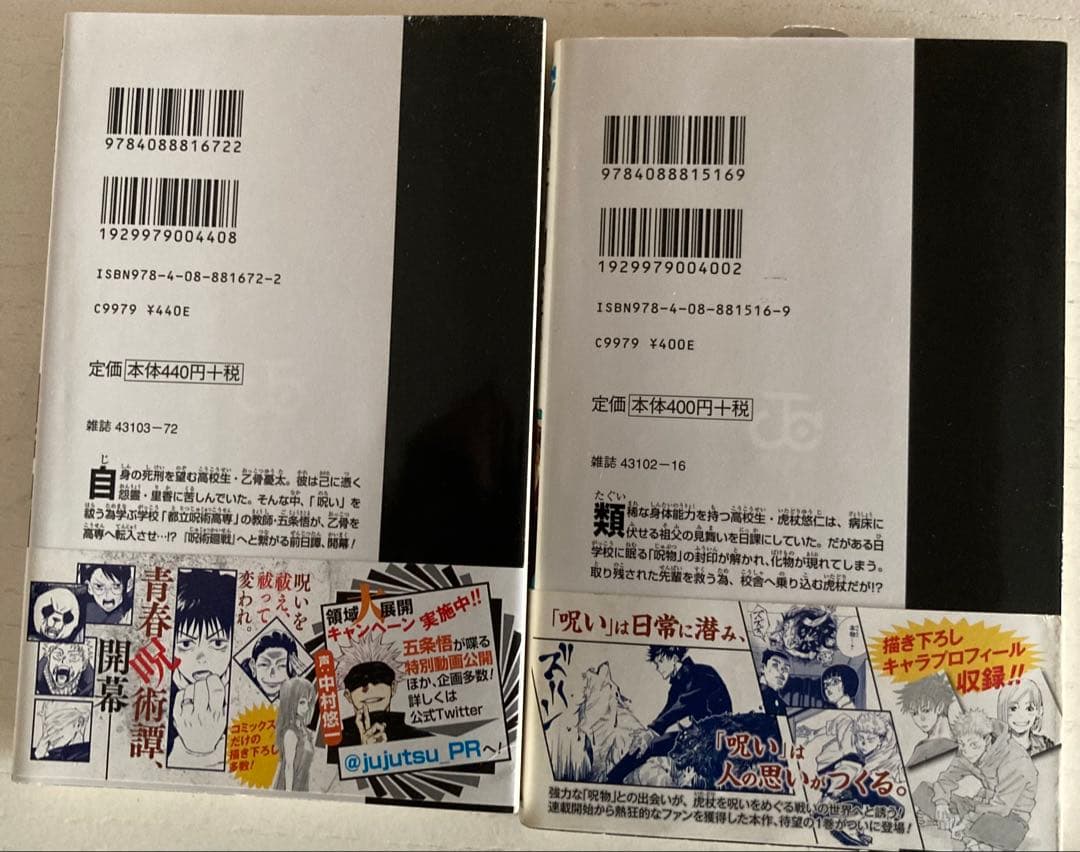 9784088816722
1929979004408
ISBN978-4-08-881672-2
C9979 ¥440E
定価 本体440円+税
雑誌 43103-72
自身の死刑を望む高校生・乙骨憂太。彼は己に憑く
怨霊・里香に苦しんでいた。そんな中、「呪い」を
祓う為学ぶ学校「都立呪術高専」の教師・五条悟が、乙骨を
高専へ転入させ…!? 「呪術廻戦」へと繋がる前日譚、開幕!
呪いを
祓え、
祓って
変われ。
青春呪術譚、
開幕
コミックス
だけの
描き下ろし
多数!
領域大展開
キャンペーン 実施中!!
五条悟が喋る
特別動画公開
ほか、企画多数!
詳しくは
公式Twitter
@jujutsu_PRへ!
声 中村悠一
9784088815169
1929979004002
ISBN978-4-08-881516-9
C9979 ¥400E
定価 本体400円+税
雑誌 43102-16
類稀な身体能力を持つ高校生・虎杖悠仁は、病床に
伏せる祖父の見舞いを日課にしていた。だがある日
学校に眠る「呪物」の封印が解かれ、化物が現れてしまう。
取り残された先輩を救う為、校舎へ乗り込む虎杖だが!?
「呪い」は日常に潜み、
「呪い」は
人の思いがつくる。
描き下ろし
キャラプロフィール
収録!!
強力な「呪物」との出会いが、虎杖を呪いをめぐる戦いの世界へと誘う!
連載開始から熱狂的なファンを獲得した本作、待望の1巻がついに登場!